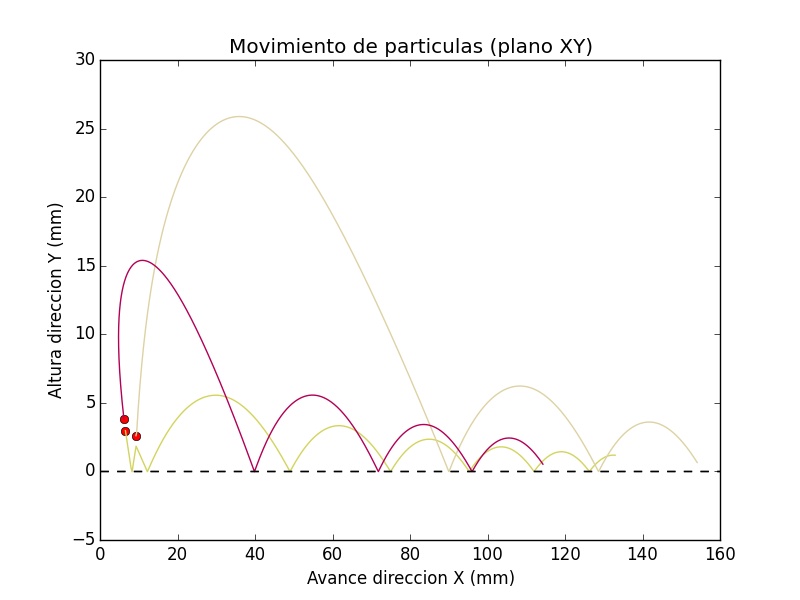 Movimiento de particulas (plano XY)
30
25
20
15
10
5
0
−5
Altura direccion Y (mm)
0 20 40 60 80 100 120 140 160
Avance direccion X (mm)